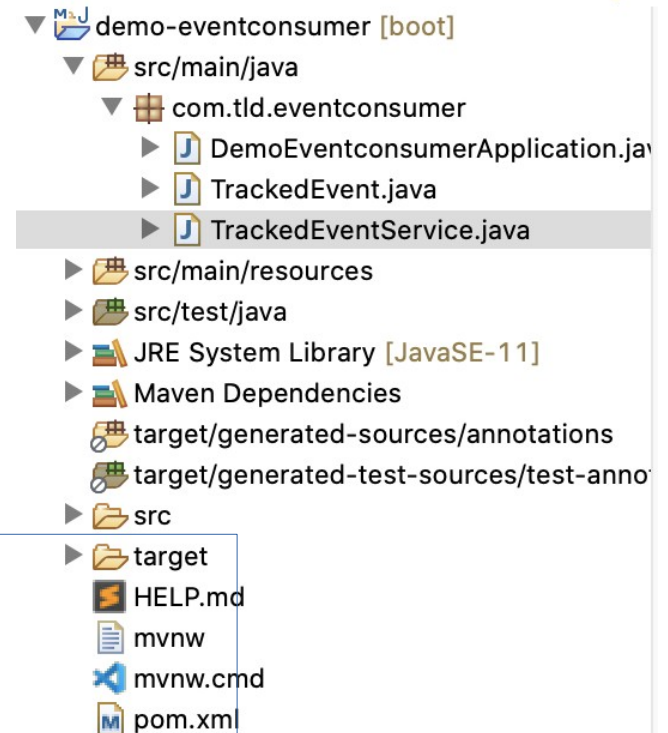 demo-eventconsumer [boot]
src/main/java
com.tld.eventconsumer
DemoEventconsumerApplication.jav
TrackedEvent.java
TrackedEventService.java
src/main/resources
src/test/java
JRE System Library [JavaSE-11]
Maven Dependencies
target/generated-sources/annotations
target/generated-test-sources/test-anno
src
target
HELP.md
mvnw
mvnw.cmd
pom.xml